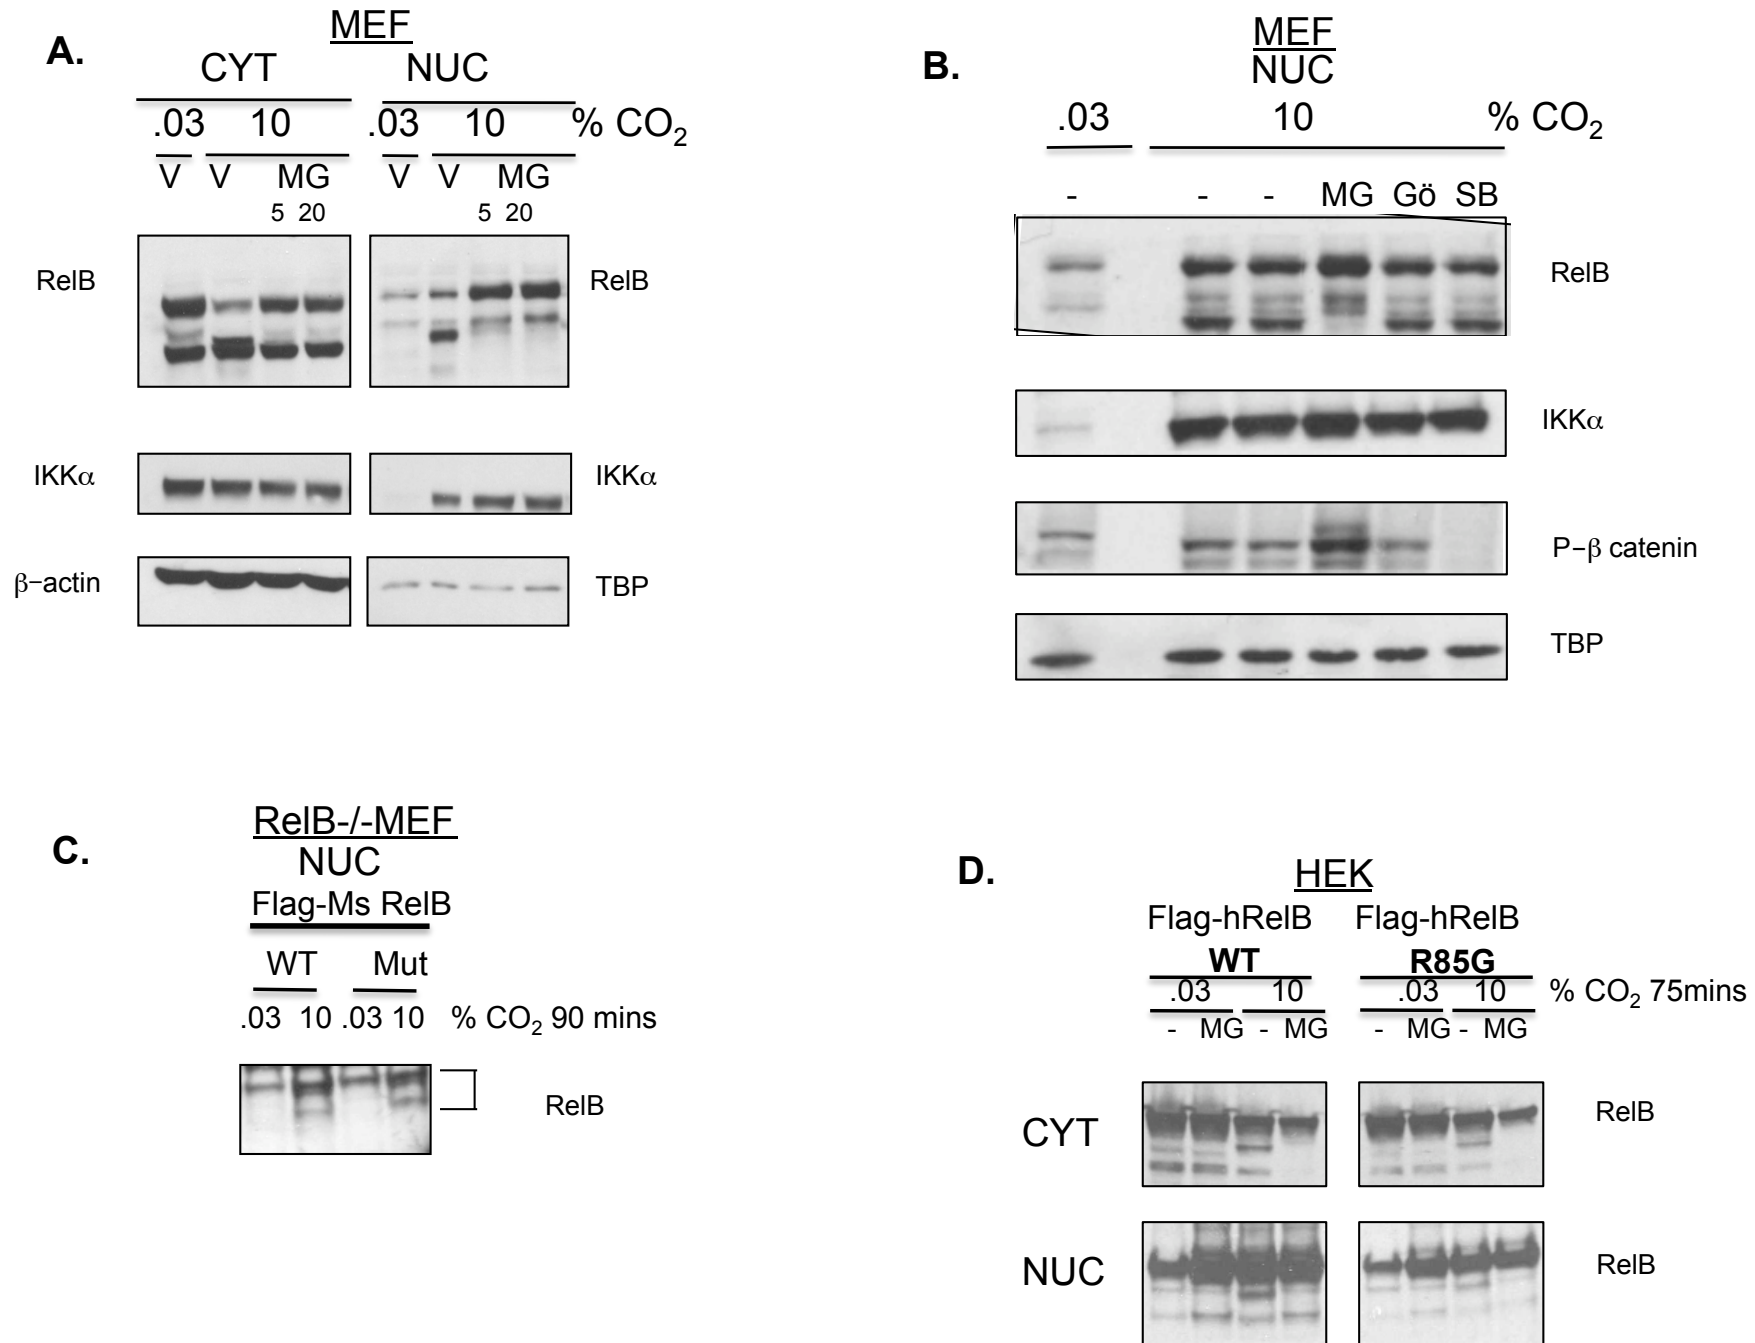 A.
MEF
CYT NUC
.03 10 .03 10 % CO2
V V MG V V MG
5 20 5 20
RelB RelB
IKKα IKKα
β−actin TBP
B.
MEF
NUC
.03 10 % CO2
- - - MG Gö SB
RelB
IKKα
P−β catenin
TBP
C.
RelB-/-MEF
NUC
Flag-Ms RelB
WT Mut
.03 10 .03 10 % CO2 90 mins
RelB
D.
HEK
Flag-hRelB Flag-hRelB
WT R85G
.03 10 .03 10 % CO2 75mins
- MG - MG - MG - MG
CYT RelB
NUC RelB